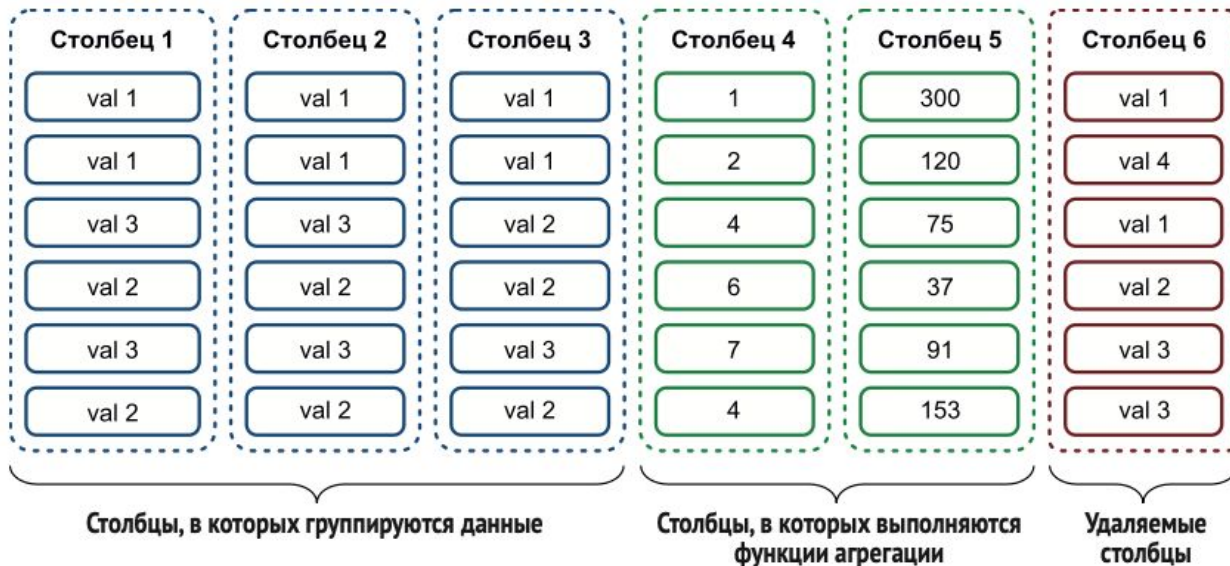 Столбец 1 Столбец 2 Столбец 3 Столбец 4 Столбец 5 Столбец 6
val 1 val 1 val 1 1 300 val 1
val 1 val 1 val 1 2 120 val 4
val 3 val 3 val 2 4 75 val 1
val 2 val 2 val 2 6 37 val 2
val 3 val 3 val 3 7 91 val 3
val 2 val 2 val 2 4 153 val 3
Столбцы, в которых группируются данные
Столбцы, в которых выполняются
функции агрегации
Удаляемые
столбцы